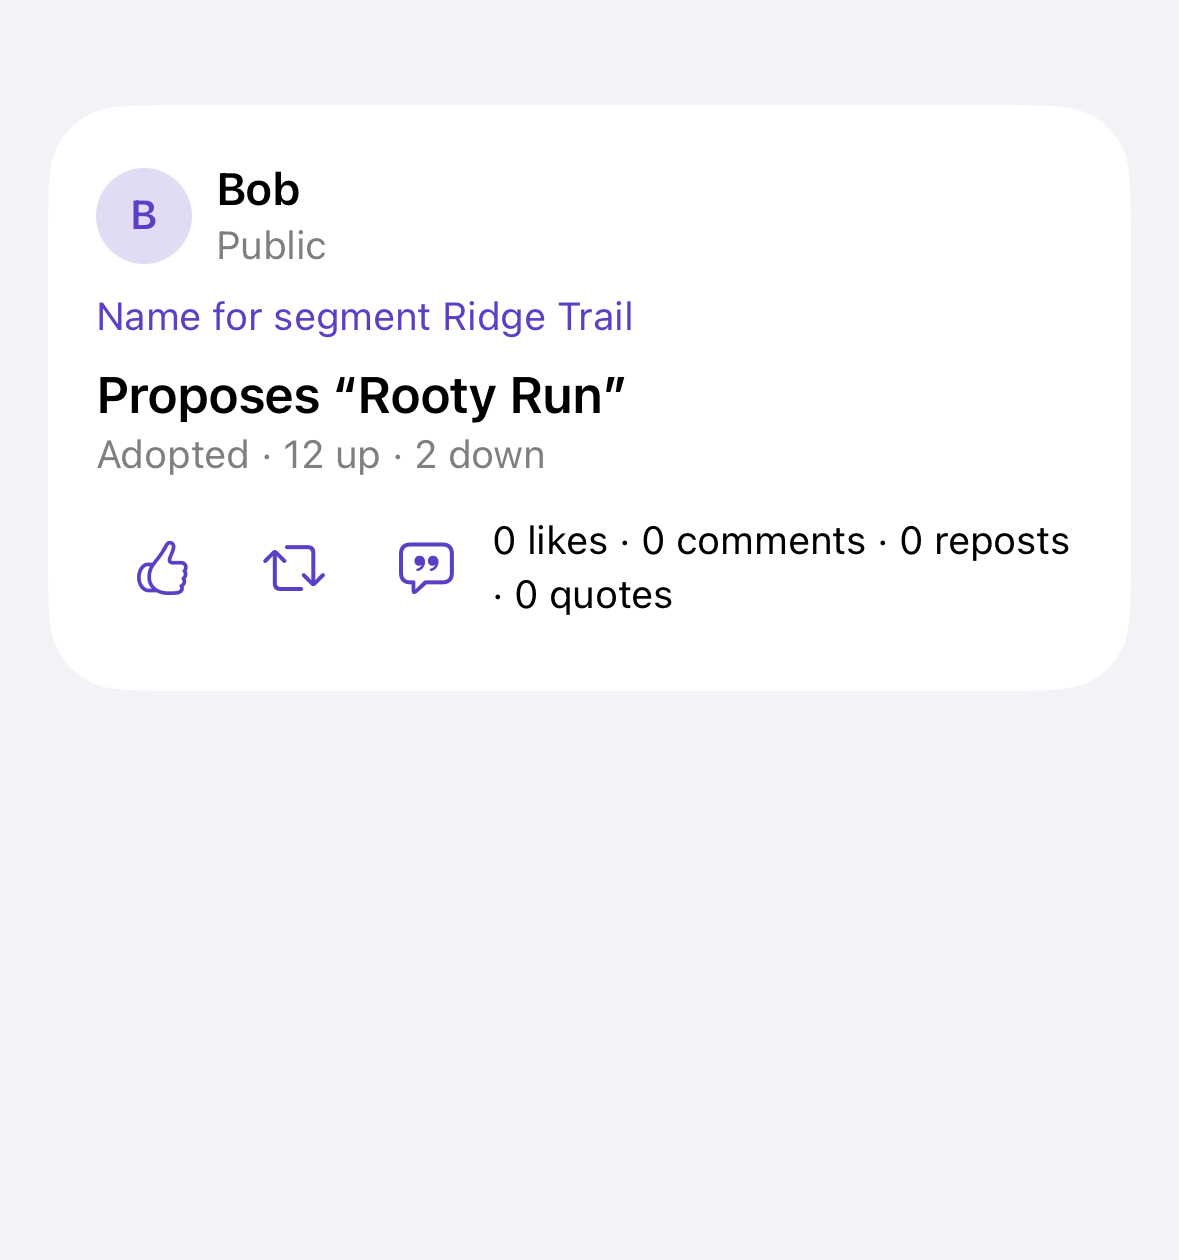 B
Bob
Public
Name for segment Ridge Trail
Proposes “Rooty Run”
Adopted · 12 up · 2 down
0 likes · 0 comments · 0 reposts
· 0 quotes